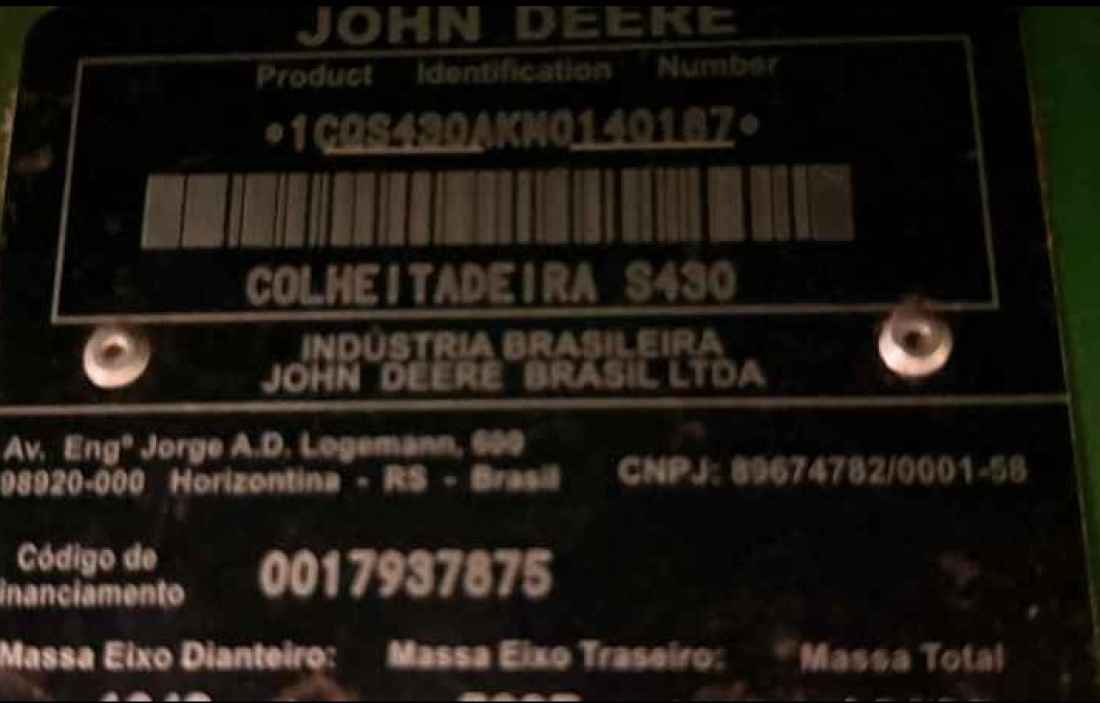 JOHN DEERE
Product Identification Number
*1CQS430AKM0140187*
COLHEITADEIRA S430
INDÚSTRIA BRASILEIRA
JOHN DEERE BRASIL LTDA
Av. Engº Jorge A.D. Logemann, 600
98920-000 Horizontina - RS - Brasil
CNPJ: 89674782/0001-58
Código de
inanciamento
0017937875
Massa Eixo Dianteiro: Massa Eixo Traseiro: Massa Total